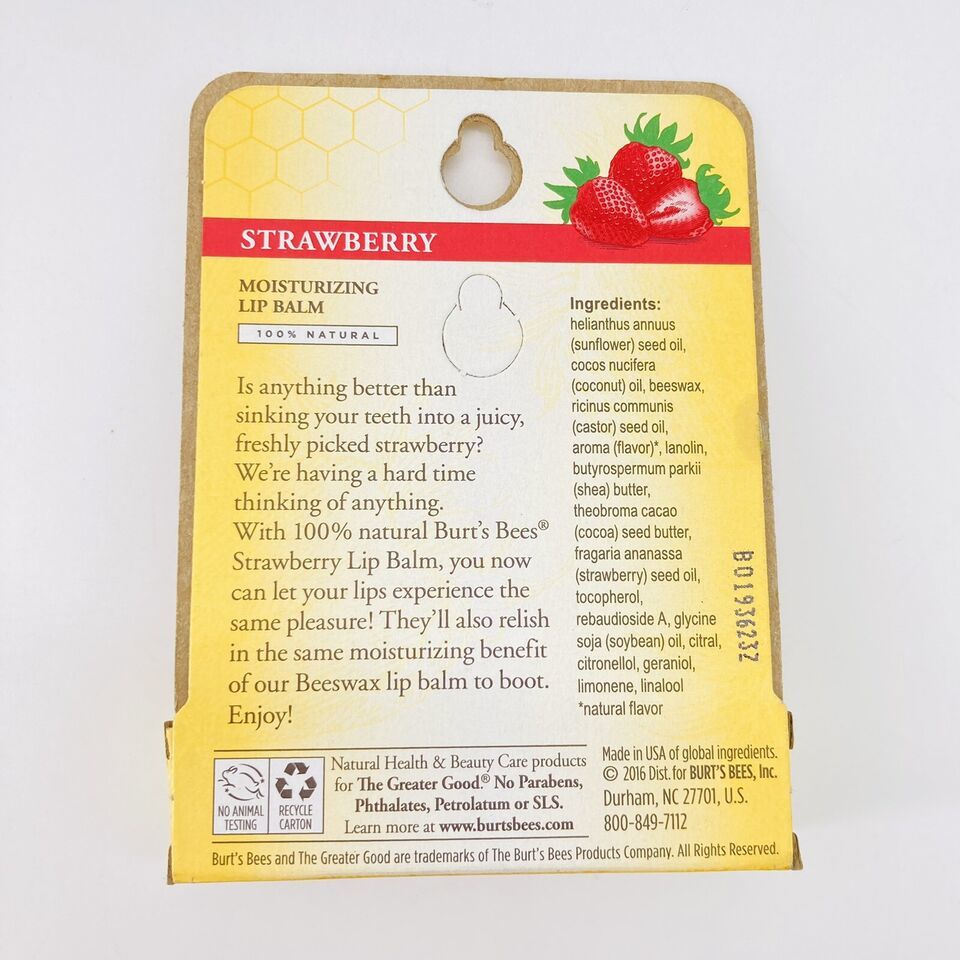 STRAWBERRY
MOISTURIZING
LIP BALM
100% NATURAL
Is anything better than
sinking your teeth into a juicy,
freshly picked strawberry?
We're having a hard time
thinking of anything.
With 100% natural Burt's Bees®
Strawberry Lip Balm, you now
can let your lips experience the
same pleasure! They'll also relish
in the same moisturizing benefit
of our Beeswax lip balm to boot.
Enjoy!
Ingredients:
helianthus annuus
(sunflower) seed oil,
cocos nucifera
(coconut) oil, beeswax,
ricinus communis
(castor) seed oil,
aroma (flavor)*, lanolin,
butyrospermum parkii
(shea) butter,
theobroma cacao
(cocoa) seed butter,
fragaria ananassa
(strawberry) seed oil,
tocopherol,
rebaudioside A, glycine
soja (soybean) oil, citral,
citronellol, geraniol,
limonene, linalool
*natural flavor
B01936237
NO ANIMAL
TESTING
RECYCLE
CARTON
Natural Health & Beauty Care products
for The Greater Good.® No Parabens,
Phthalates, Petrolatum or SLS.
Learn more at www.burtsbees.com
Made in USA of global ingredients.
© 2016 Dist. for BURT'S BEES, Inc.
Durham, NC 27701, U.S.
800-849-7112
Burt's Bees and The Greater Good are trademarks of The Burt's Bees Products Company. All Rights Reserved.